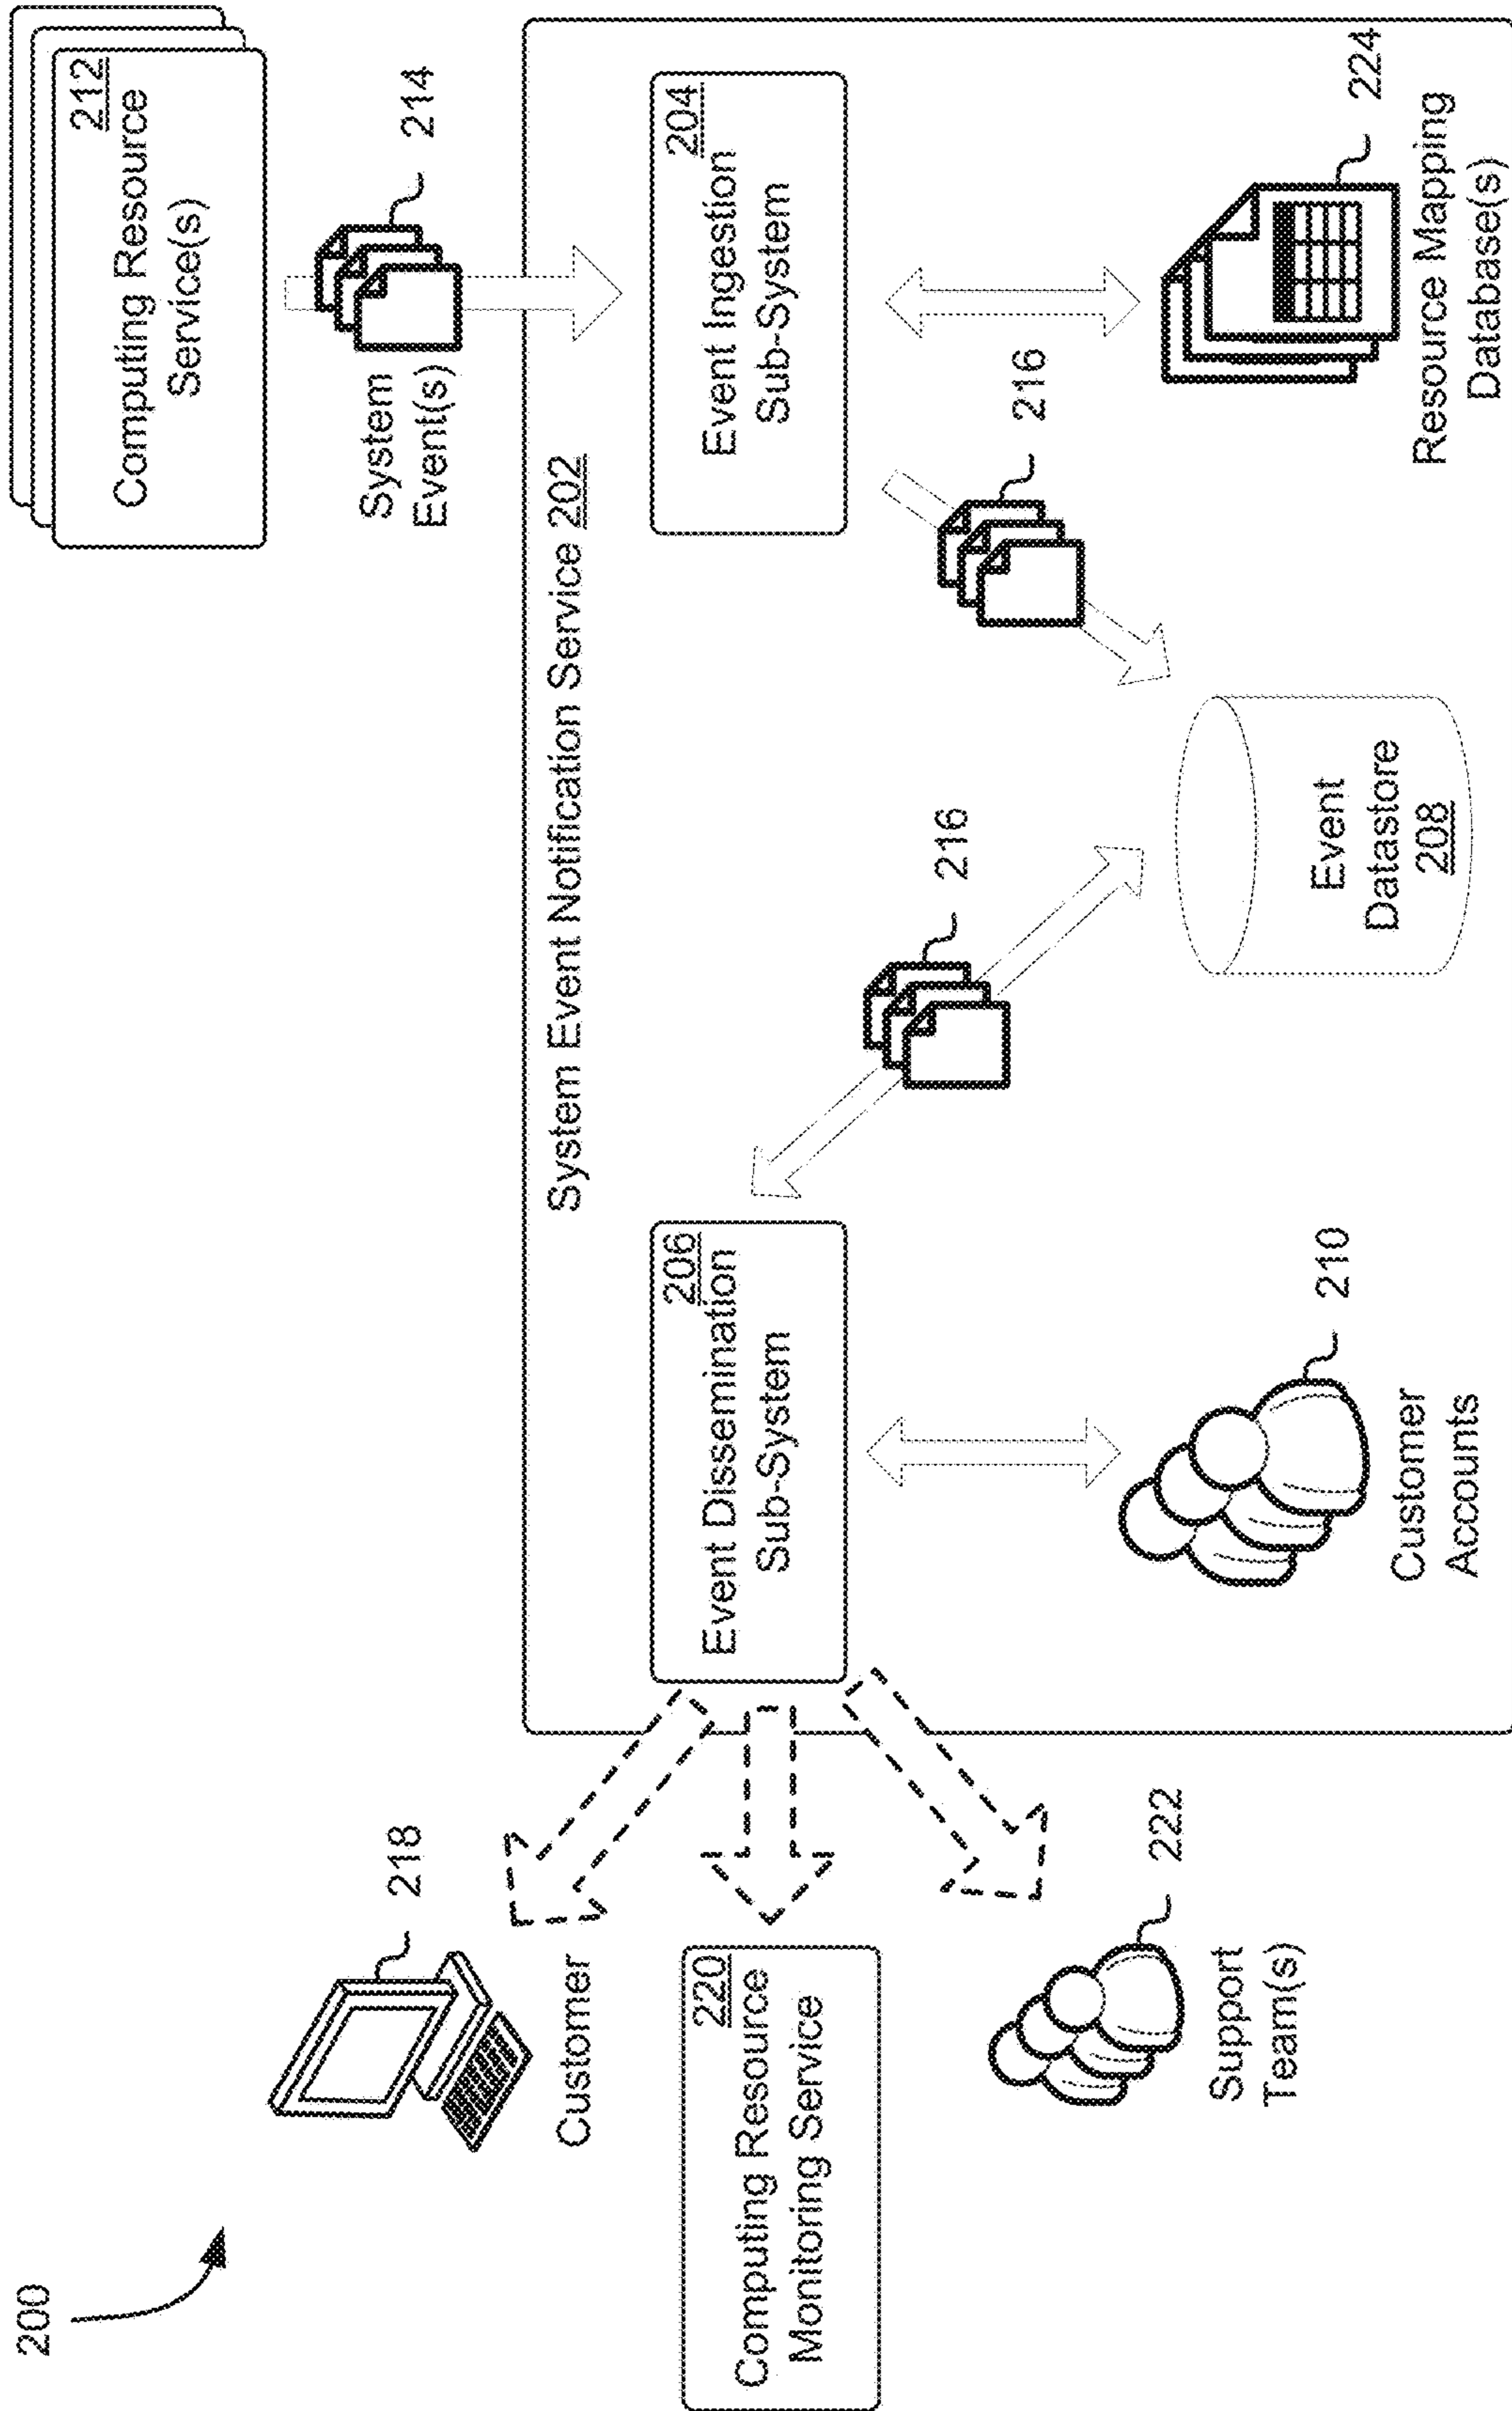 200
212
Computing Resource
Service(s)
System
Event(s)
214
System Event Notification Service 202
204
Event Ingestion
Sub-System
216
224
Resource Mapping
Database(s)
206
Event Dissemination
Sub-System
216
Event
Datastore
208
210
Customer
Accounts
218
Customer
220
Computing Resource
Monitoring Service
222
Support
Team(s)